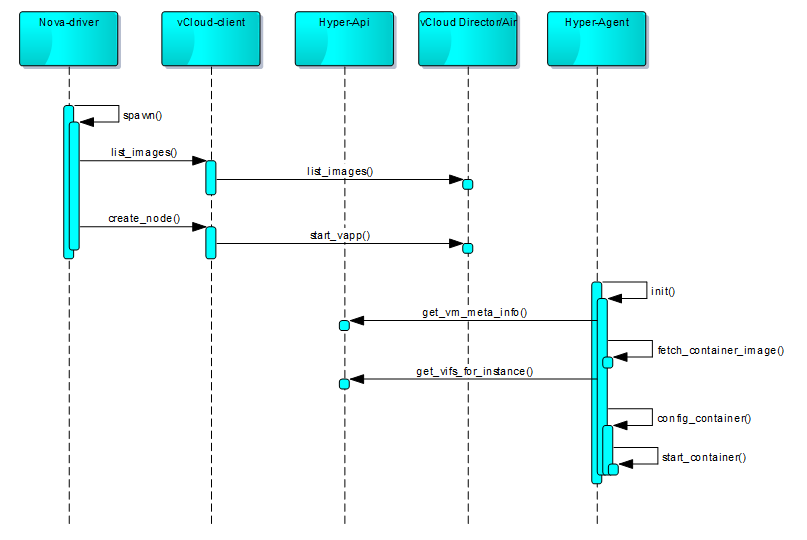 Nova-driver
vCloud-client
Hyper-Api
vCloud Director/Air
Hyper-Agent
spawn()
list_images()
list_images()
create_node()
start_vapp()
init()
get_vm_meta_info()
fetch_container_image()
get_vifs_for_instance()
config_container()
start_container()